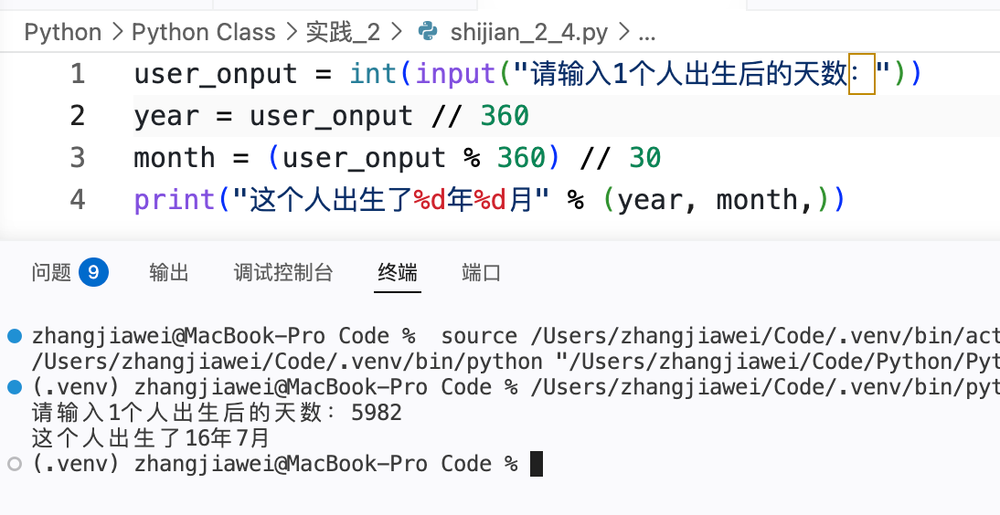 Python > Python Class > 实践_2 > shijian_2_4.py > ...
1 user_onput = int(input("请输入1个人出生后的天数："))
2 year = user_onput // 360
3 month = (user_onput % 360) // 30
4 print("这个人出生了%d年%d月" % (year, month,))
问题 9 输出 调试控制台 终端 端口
zhangjiawei@MacBook-Pro Code %  source /Users/zhangjiawei/Code/.venv/bin/act
/Users/zhangjiawei/Code/.venv/bin/python "/Users/zhangjiawei/Code/Python/Pyt
(.venv) zhangjiawei@MacBook-Pro Code % /Users/zhangjiawei/Code/.venv/bin/pyt
请输入1个人出生后的天数：5982
这个人出生了16年7月
(.venv) zhangjiawei@MacBook-Pro Code %